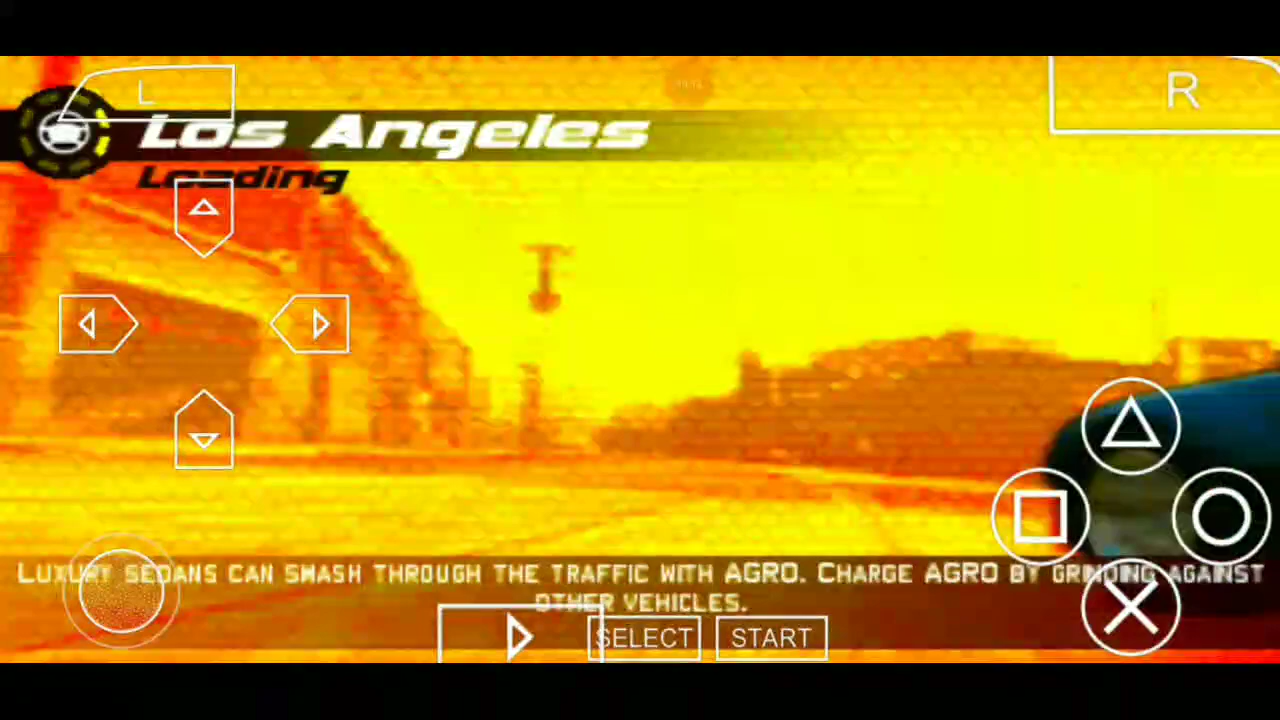 L
R
Los Angeles
Loading
LUXURY SEDANS CAN SMASH THROUGH THE TRAFFIC WITH AGRO. CHARGE AGRO BY GRINDING AGAINST
OTHER VEHICLES.
SELECT
START